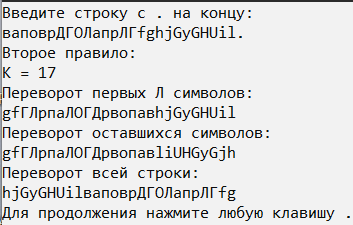 Введите строку с . на концу:
ваповрДГОЛапрЛГfghjGyGHUil.
Второе правило:
K = 17
Переворот первых Л символов:
gfГЛрпаЛОГДрвопавhjGyGHUil
Переворот оставшихся символов:
gfГЛрпаЛОГДрвопавliUHGyGjh
Переворот всей строки:
hjGyGHUilваповрДГОЛапрЛГfg
Для продолжения нажмите любую клавишу .